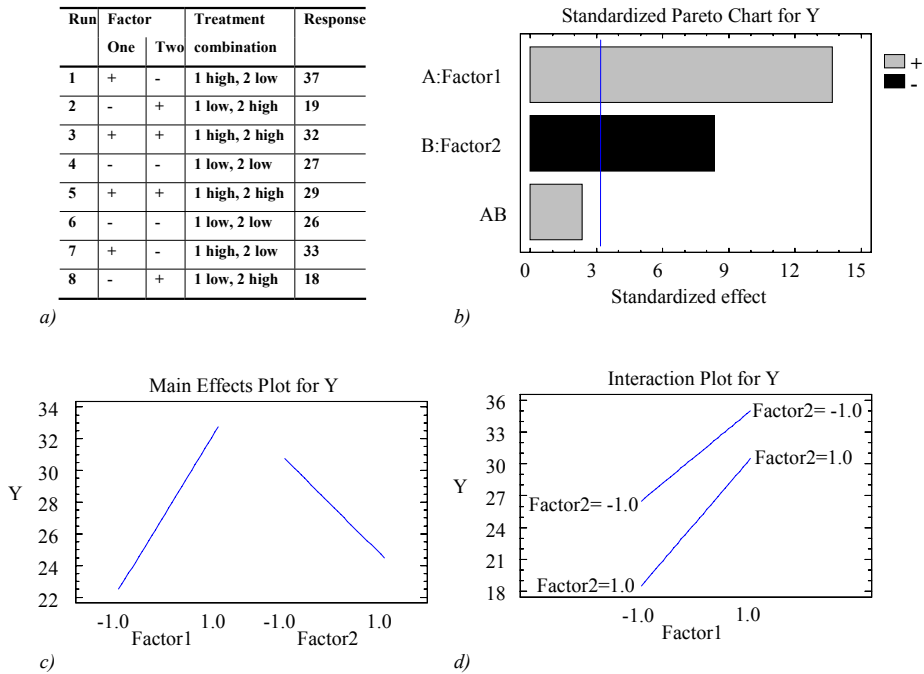 Run Factor Treatment Response
One Two combination
1 + - 1 high, 2 low 37
2 - + 1 low, 2 high 19
3 + + 1 high, 2 high 32
4 - - 1 low, 2 low 27
5 + + 1 high, 2 high 29
6 - - 1 low, 2 low 26
7 + - 1 high, 2 low 33
8 - + 1 low, 2 high 18
a)
Standardized Pareto Chart for Y
A:Factor1
B:Factor2
AB
0 3 6 9 12 15
Standardized effect
+
-
b)
Main Effects Plot for Y
34
32
30
Y
28
26
24
22
-1.0 1.0 -1.0 1.0
Factor1 Factor2
c)
Interaction Plot for Y
36
33
30
Y
27
24
21
18
Factor2= -1.0
Factor2=1.0
Factor2= -1.0
Factor2=1.0
-1.0 1.0
Factor1
d)